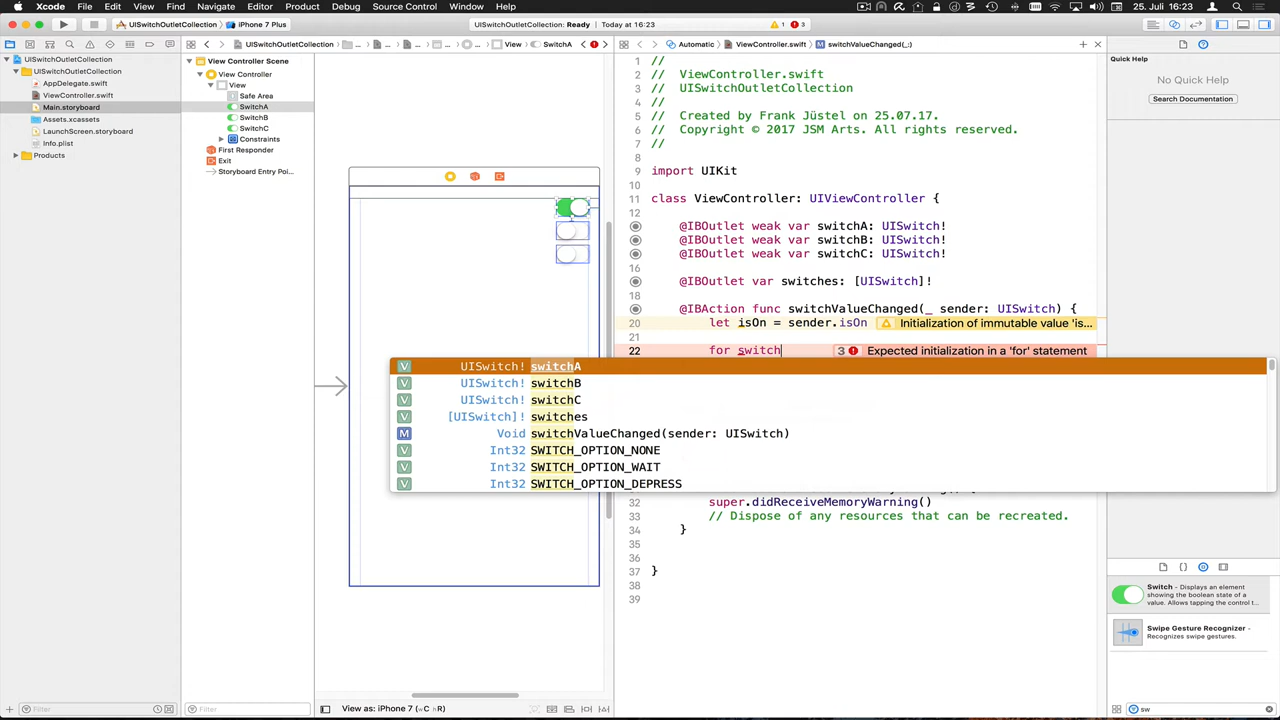 Xcode File Edit View Find Navigate Editor Product Debug Source Control Window Help
25. Juli 16:23
UISwitchOutletCollection iPhone 7 Plus
UISwitchOutletCollection: Ready Today at 16:23
1 3
UISwitchOutletCollection View SwitchA
Automatic ViewController.swift switchValueChanged(_:)
UISwitchOutletCollection
UISwitchOutletCollection
AppDelegate.swift
ViewController.swift
Main.storyboard
Assets.xcassets
LaunchScreen.storyboard
Info.plist
Products
View Controller Scene
View Controller
View
Safe Area
SwitchA
SwitchB
SwitchC
Constraints
First Responder
Exit
Storyboard Entry Poi...
1 //
2 // ViewController.swift
3 // UISwitchOutletCollection
4 //
5 // Created by Frank Jüstel on 25.07.17.
6 // Copyright © 2017 JSM Arts. All rights reserved.
7 //
8
9 import UIKit
10
11 class ViewController: UIViewController {
12
@IBOutlet weak var switchA: UISwitch!
@IBOutlet weak var switchB: UISwitch!
@IBOutlet weak var switchC: UISwitch!
16
@IBOutlet var switches: [UISwitch]!
18
@IBAction func switchValueChanged(_ sender: UISwitch) {
20 let isOn = sender.isOn Initialization of immutable value 'is...
21
22 for switch 3 Expected initialization in a 'for' statement
V UISwitch! switchA
V UISwitch! switchB
V UISwitch! switchC
V [UISwitch]! switches
M Void switchValueChanged(sender: UISwitch)
V Int32 SWITCH_OPTION_NONE
V Int32 SWITCH_OPTION_WAIT
V Int32 SWITCH_OPTION_DEPRESS
32 super.didReceiveMemoryWarning()
33 // Dispose of any resources that can be recreated.
34 }
35
36
37 }
38
39
Quick Help
No Quick Help
Search Documentation
Switch - Displays an element showing the boolean state of a value. Allows tapping the control t...
Swipe Gesture Recognizer - Recognizes swipe gestures.
Filter
Filter
View as: iPhone 7 (wC hR)
sw